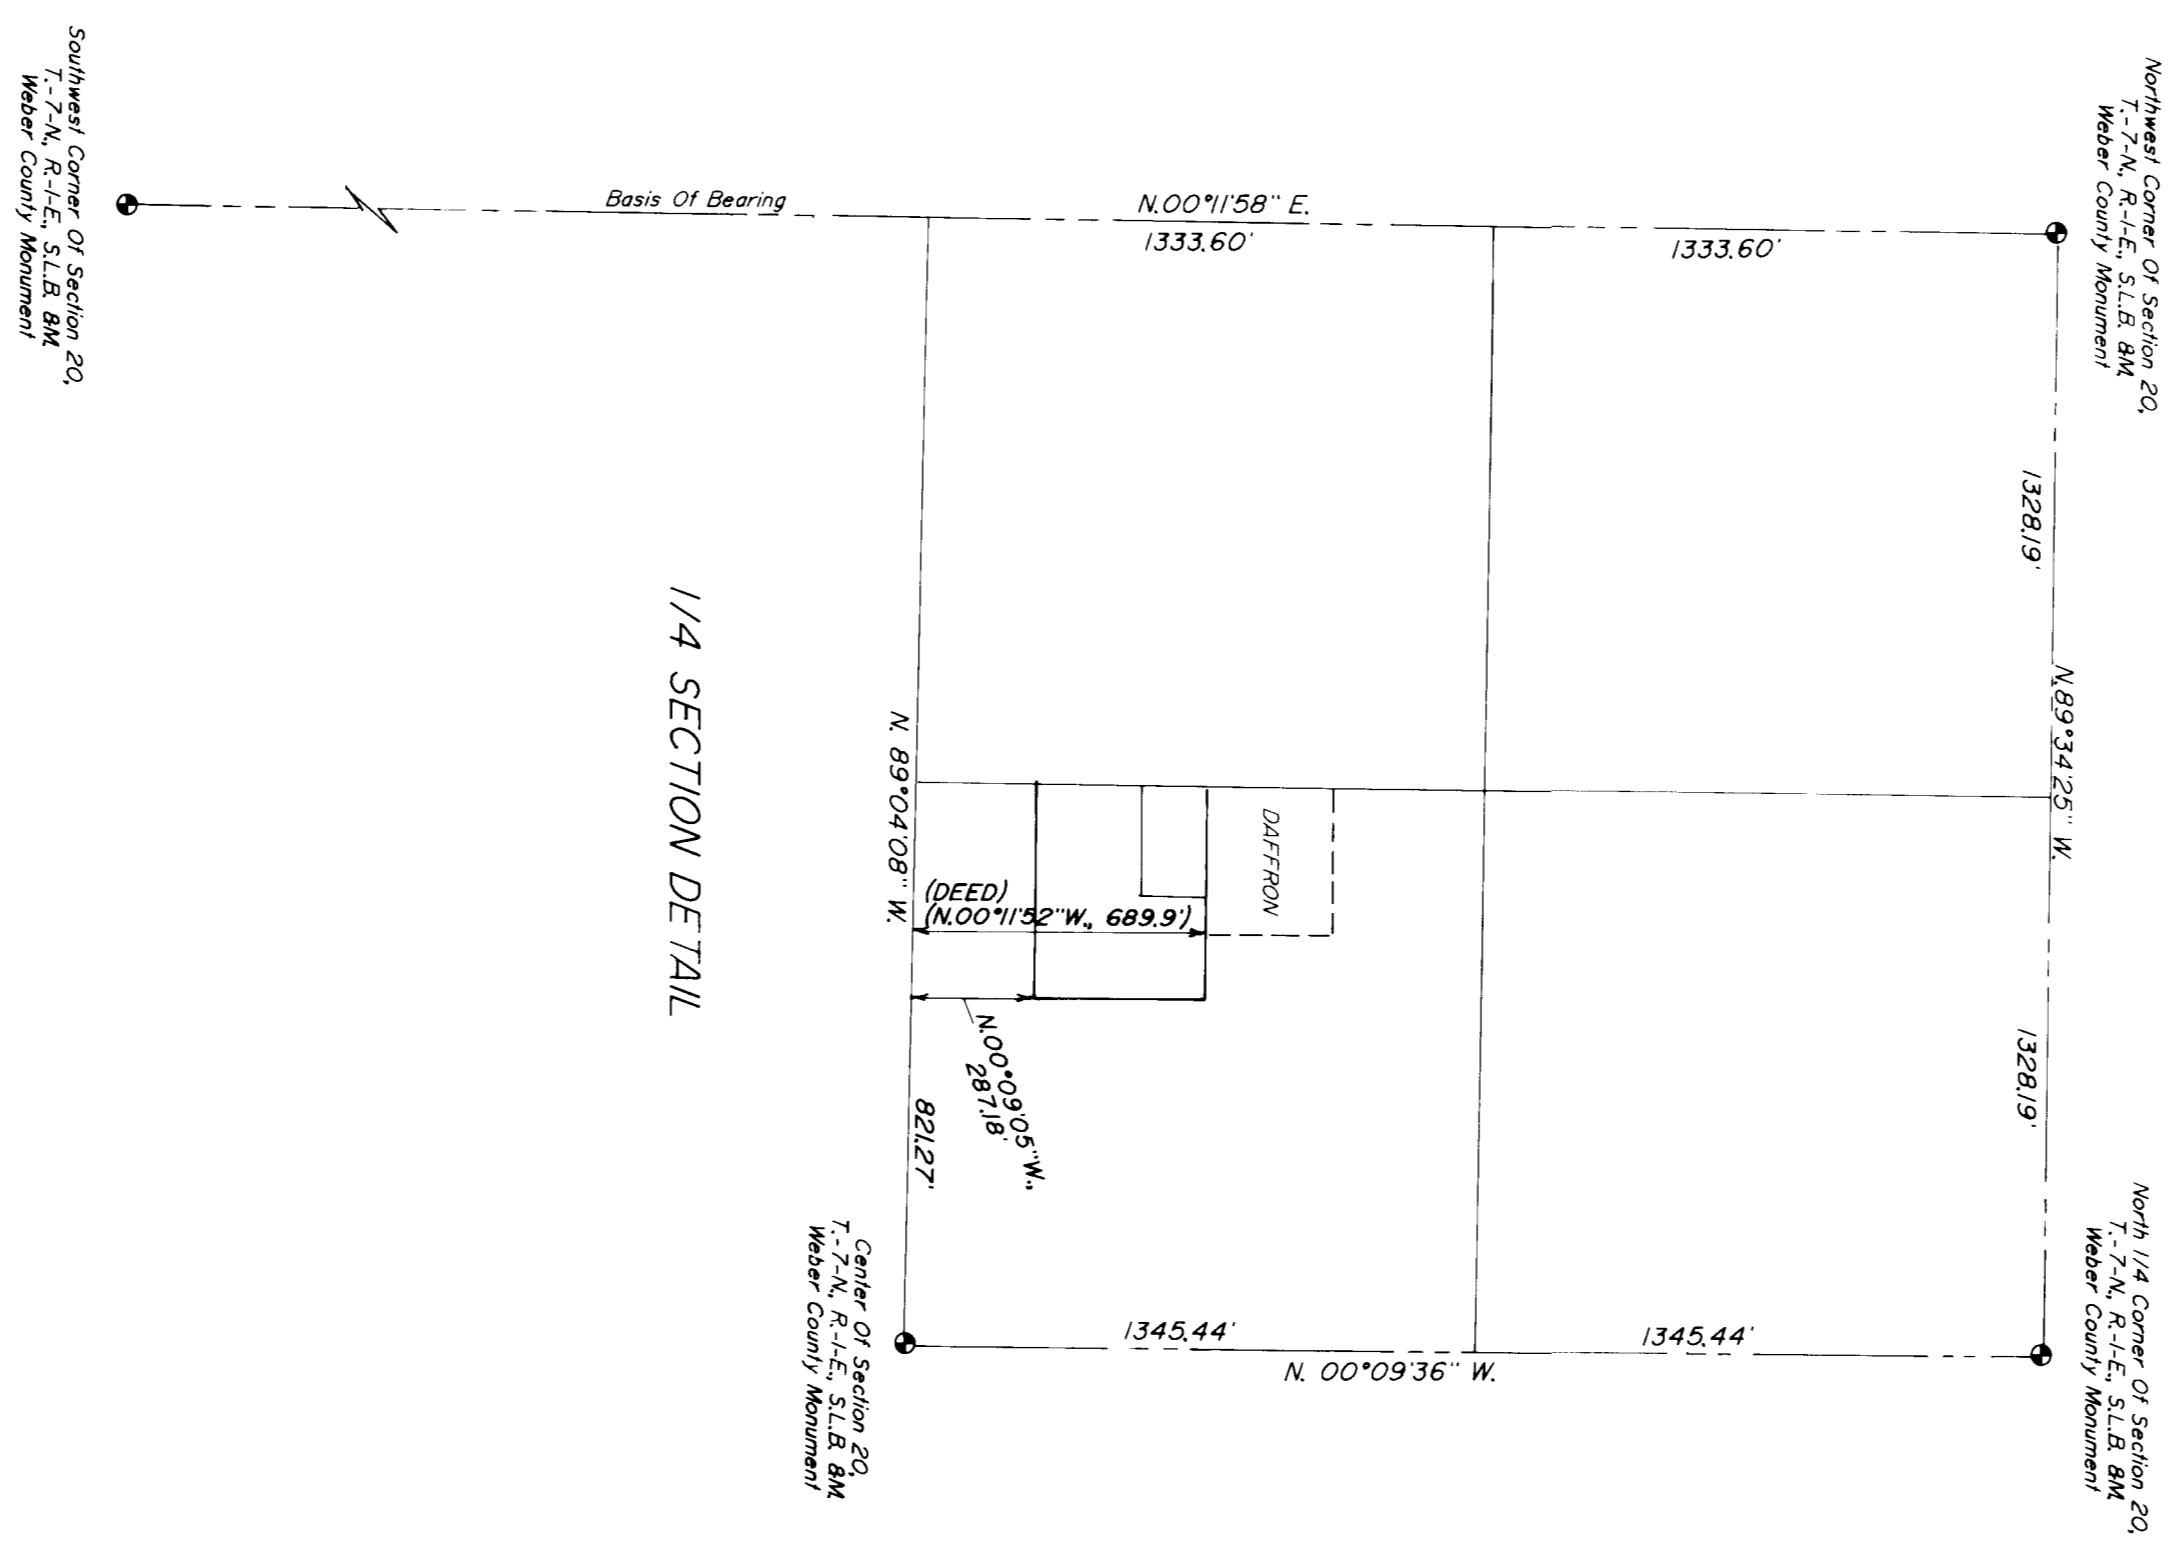 Southwest Corner Of Section 20,
T.-7-N., R.-1-E., S.L.B. &M.
Weber County Monument
Basis Of Bearing
N.00°11'58" E.
1333.60'
1333.60'
Northwest Corner Of Section 20,
T.-7-N., R.-1-E., S.L.B. &M.
Weber County Monument
1328.19'
N.89°34'25" W.
1328.19'
1/4 SECTION DETAIL
N. 89°04'08" W.
DAFFRON
(DEED)
(N.00°11'52"W., 689.9')
N.00°09'05"W.,
287.18'
821.27'
Center Of Section 20,
T.-7-N., R.-1-E., S.L.B. &M.
Weber County Monument
1345.44'
1345.44'
N. 00°09'36" W.
North 1/4 Corner Of Section 20,
T.-7-N., R.-1-E., S.L.B. &M.
Weber County Monument